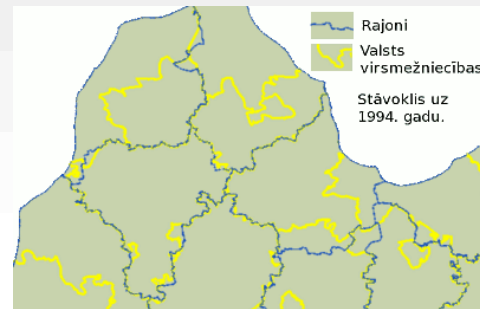 Rajoni
Valsts
virsmežniecības
Stāvoklis uz
1994. gadu.